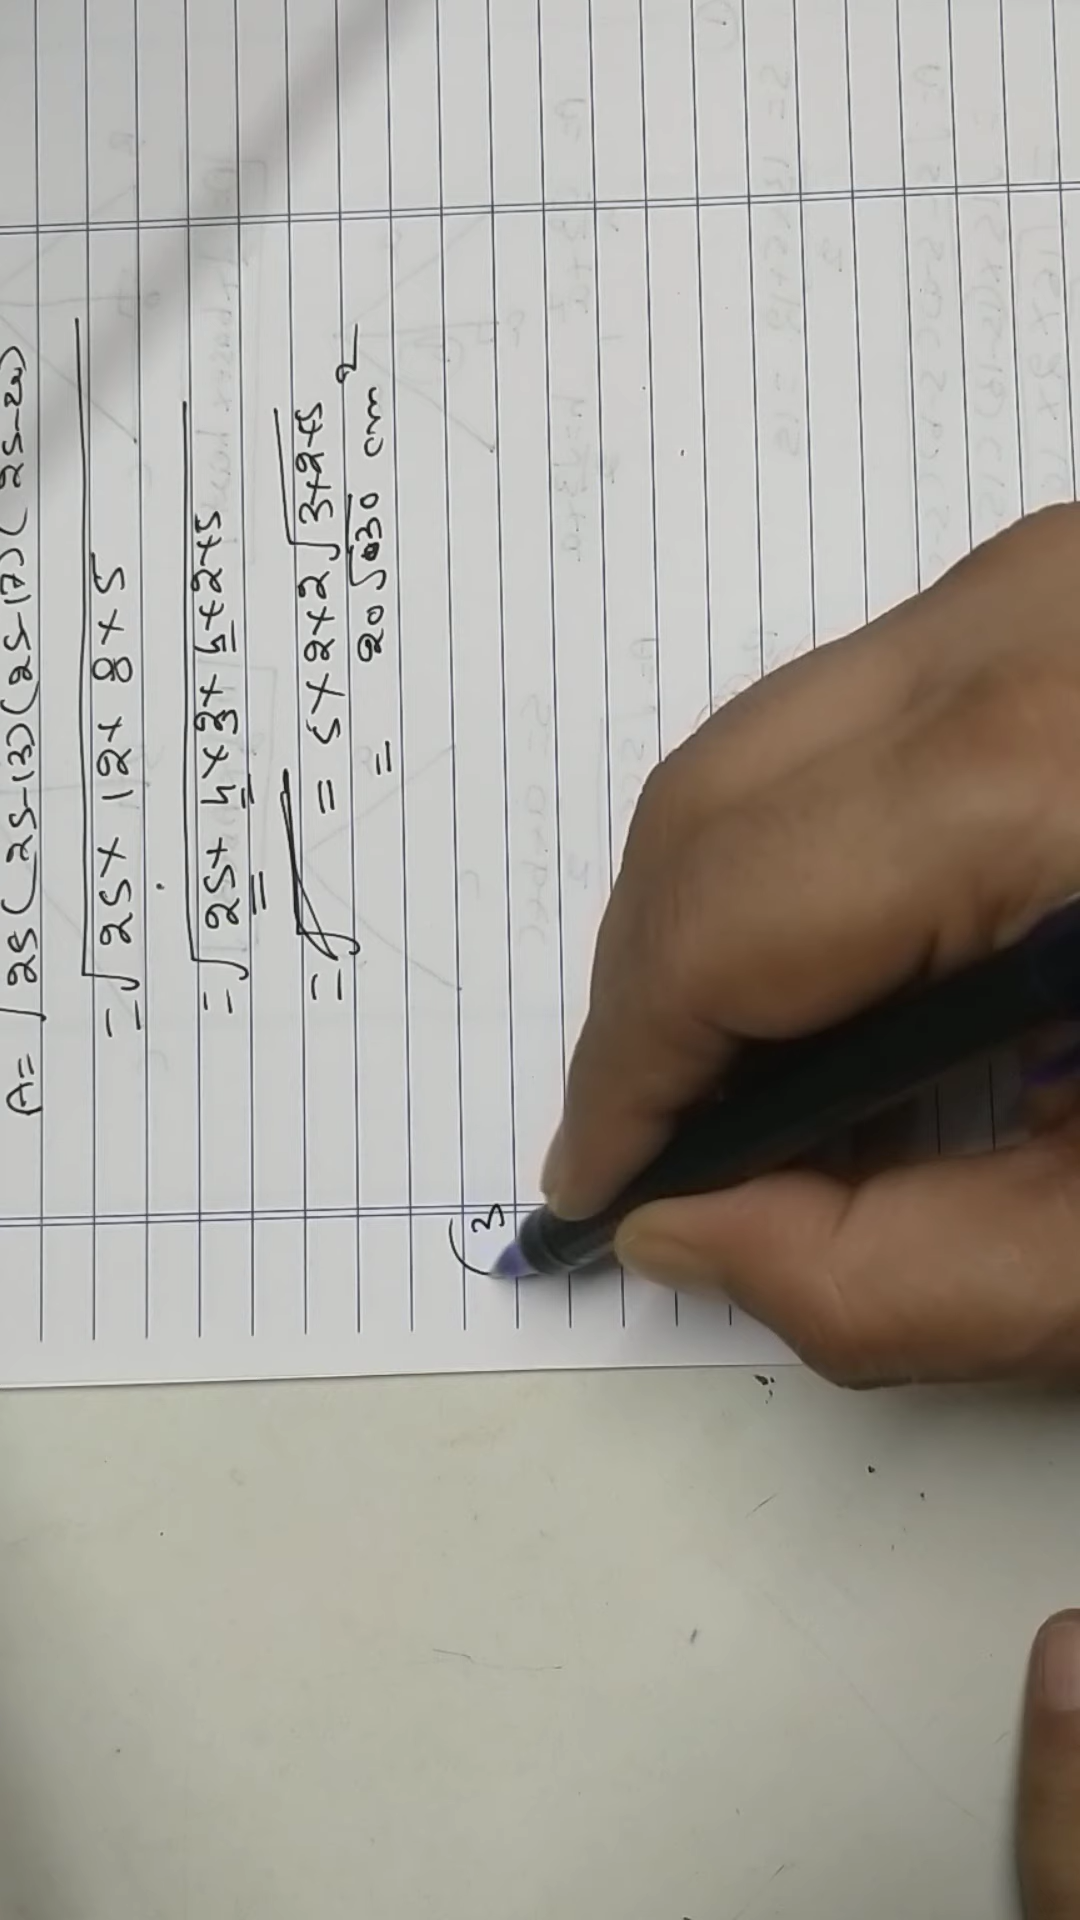 A= √25(25-13)(25-17)(25-20)
= √25 x 12 x 8 x 5
= √25 x 4 x 3 x 4 x 2 x 5
= = 5 x 2 x 2 √3 x 2 x 5
= 20 √30 cm²
(3